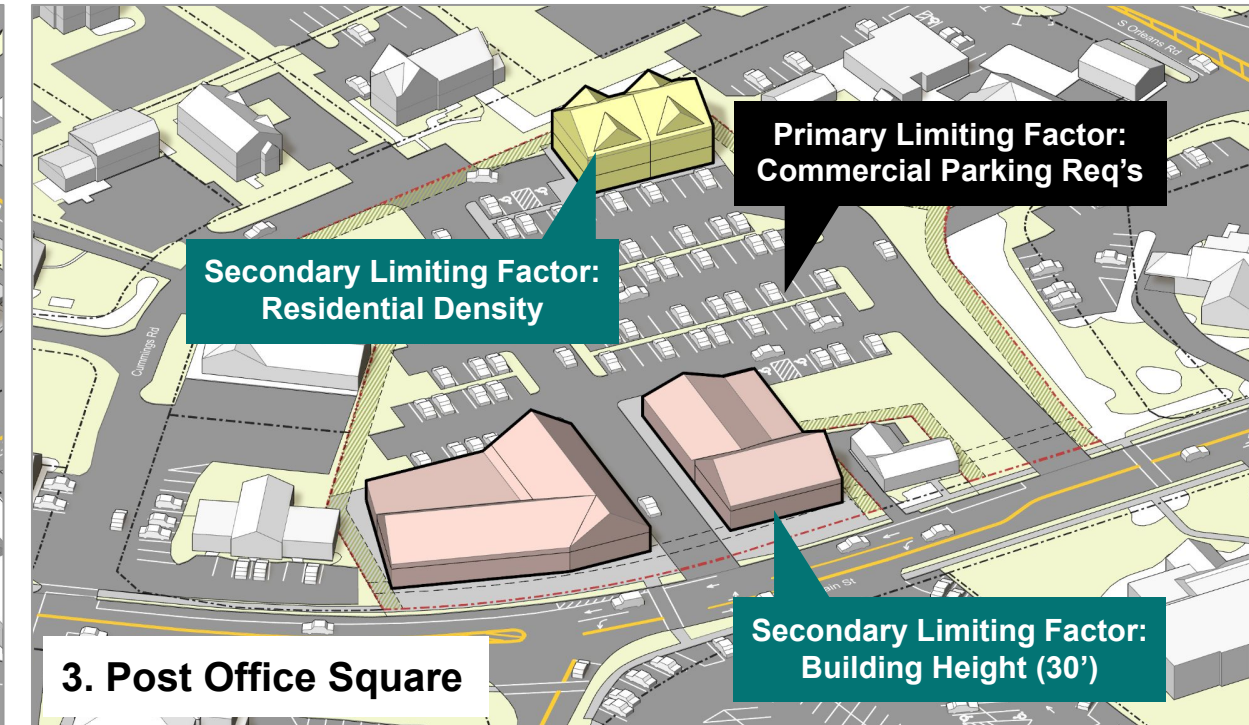 S Orleans Rd
Primary Limiting Factor:
Commercial Parking Req's
Secondary Limiting Factor:
Residential Density
Cummings Rd
St
Secondary Limiting Factor:
Building Height (30')
3. Post Office Square